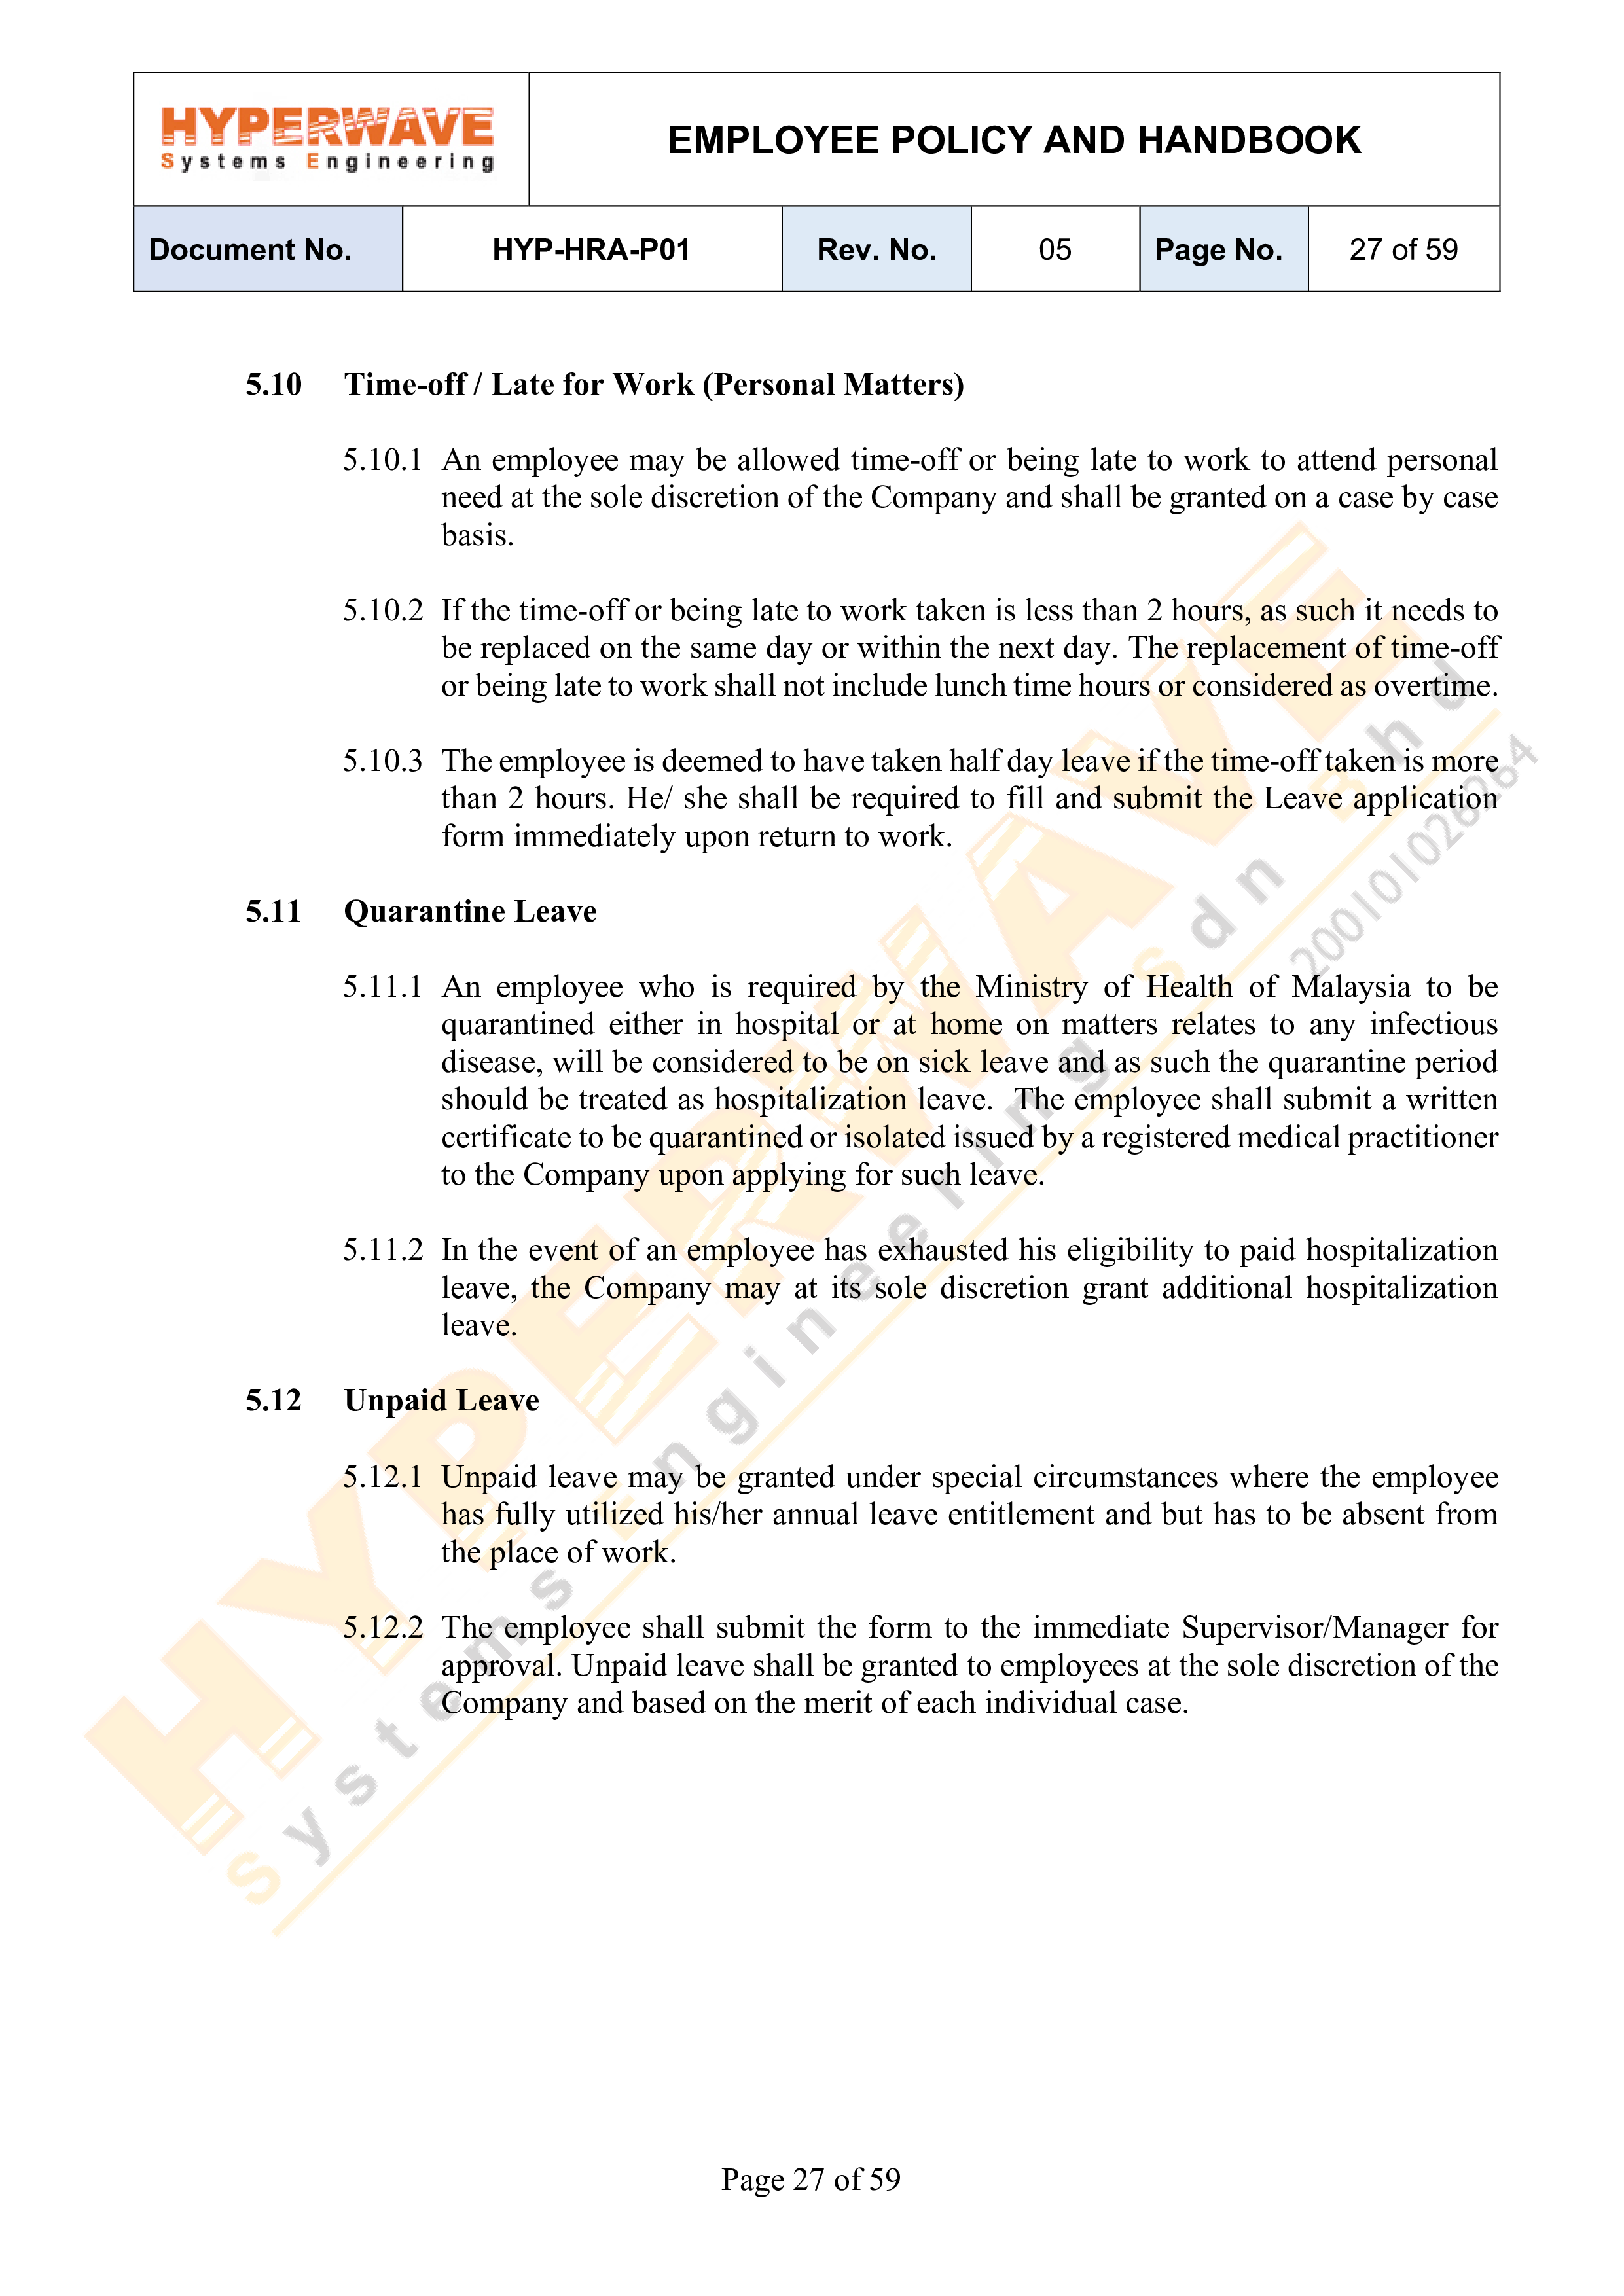 HYPERWAVE
Systems Engineering
EMPLOYEE POLICY AND HANDBOOK
Document No. HYP-HRA-P01 Rev. No. 05 Page No. 27 of 59
5.10 Time-off / Late for Work (Personal Matters)
5.10.1 An employee may be allowed time-off or being late to work to attend personal
need at the sole discretion of the Company and shall be granted on a case by case
basis.
5.10.2 If the time-off or being late to work taken is less than 2 hours, as such it needs to
be replaced on the same day or within the next day. The replacement of time-off
or being late to work shall not include lunch time hours or considered as overtime.
5.10.3 The employee is deemed to have taken half day leave if the time-off taken is more
than 2 hours. He/ she shall be required to fill and submit the Leave application
form immediately upon return to work.
5.11 Quarantine Leave
5.11.1 An employee who is required by the Ministry of Health of Malaysia to be
quarantined either in hospital or at home on matters relates to any infectious
disease, will be considered to be on sick leave and as such the quarantine period
should be treated as hospitalization leave. The employee shall submit a written
certificate to be quarantined or isolated issued by a registered medical practitioner
to the Company upon applying for such leave.
5.11.2 In the event of an employee has exhausted his eligibility to paid hospitalization
leave, the Company may at its sole discretion grant additional hospitalization
leave.
5.12 Unpaid Leave
5.12.1 Unpaid leave may be granted under special circumstances where the employee
has fully utilized his/her annual leave entitlement and but has to be absent from
the place of work.
5.12.2 The employee shall submit the form to the immediate Supervisor/Manager for
approval. Unpaid leave shall be granted to employees at the sole discretion of the
Company and based on the merit of each individual case.
HYPERWAVE
Systems Engineering Sdn Bhd
200101026264
Page 27 of 59